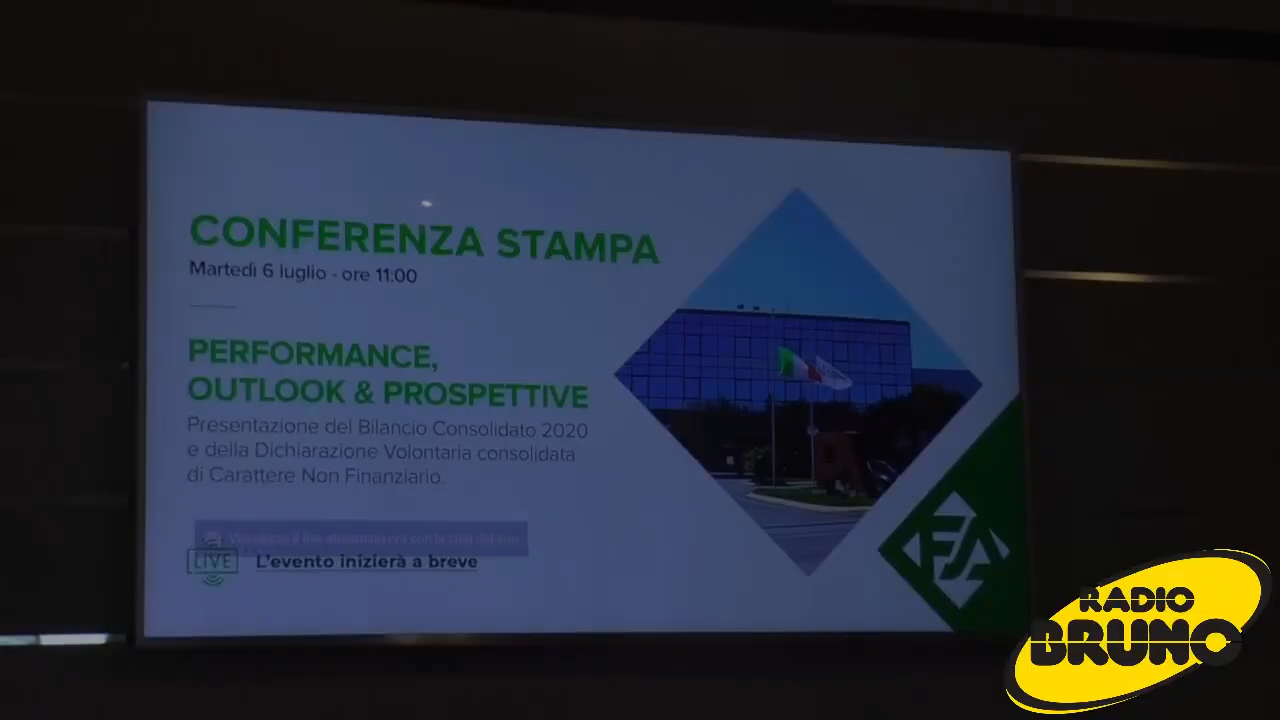 CONFERENZA STAMPA
Martedì 6 luglio - ore 11:00
PERFORMANCE,
OUTLOOK & PROSPETTIVE
Presentazione del Bilancio Consolidato 2020
e della Dichiarazione Volontaria consolidata
di Carattere Non Finanziario.
LIVE
L'evento inizierà a breve
RADIO
BRUNO